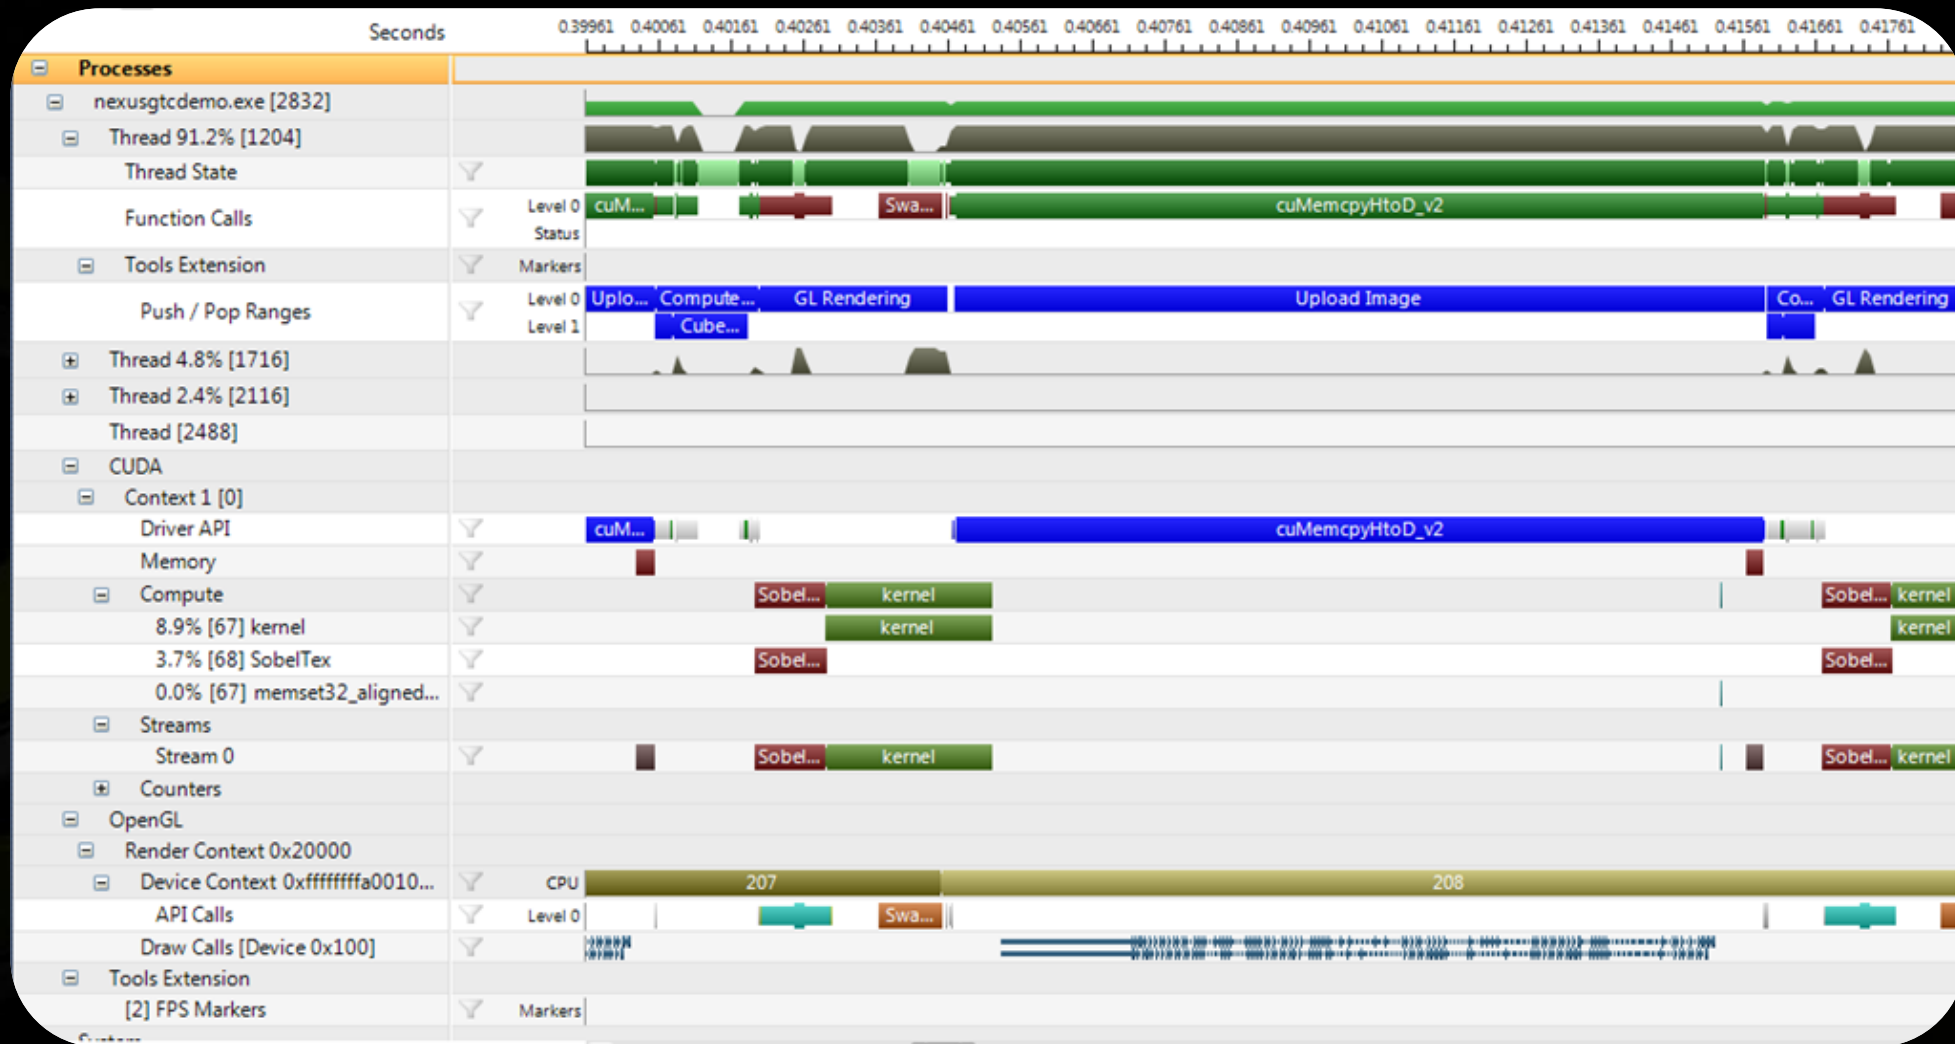 Seconds 0.39961 0.40061 0.40161 0.40261 0.40361 0.40461 0.40561 0.40661 0.40761 0.40861 0.40961 0.41061 0.41161 0.41261 0.41361 0.41461 0.41561 0.41661 0.41761
Processes
nexusgtcdemo.exe [2832]
Thread 91.2% [1204]
Thread State
Function Calls
Level 0 cuM... Swa... cuMemcpyHtoD_v2
Status
Tools Extension Markers
Push / Pop Ranges
Level 0 Uplo... Compute... GL Rendering Upload Image Co... GL Rendering
Level 1 Cube...
Thread 4.8% [1716]
Thread 2.4% [2116]
Thread [2488]
CUDA
Context 1 [0]
Driver API cuM... cuMemcpyHtoD_v2
Memory
Compute Sobel... kernel Sobel... kernel
8.9% [67] kernel kernel kernel
3.7% [68] SobelTex Sobel... Sobel...
0.0% [67] memset32_aligned...
Streams
Stream 0 Sobel... kernel Sobel... kernel
Counters
OpenGL
Render Context 0x20000
Device Context 0xffffffffa0010... CPU 207 208
API Calls Level 0 Swa...
Draw Calls [Device 0x100]
Tools Extension
[2] FPS Markers Markers